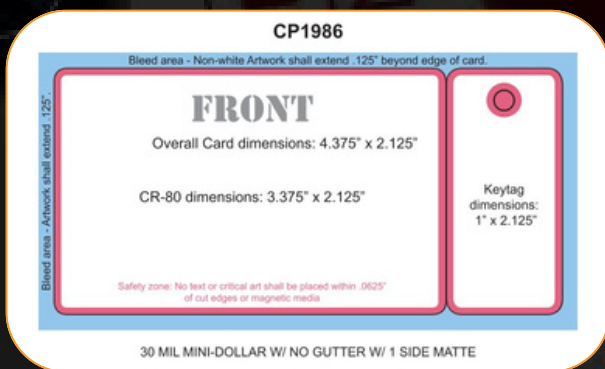 CP1986
Bleed area - Non-white Artwork shall extend .125” beyond edge of card.
Bleed area - Artwork shall extend .125”.
FRONT
Overall Card dimensions: 4.375” x 2.125”
CR-80 dimensions: 3.375” x 2.125”
Safety zone: No text or critical art shall be placed within .0625”
of cut edges or magnetic media
Keytag
dimensions:
1” x 2.125”
30 MIL MINI-DOLLAR W/ NO GUTTER W/ 1 SIDE MATTE